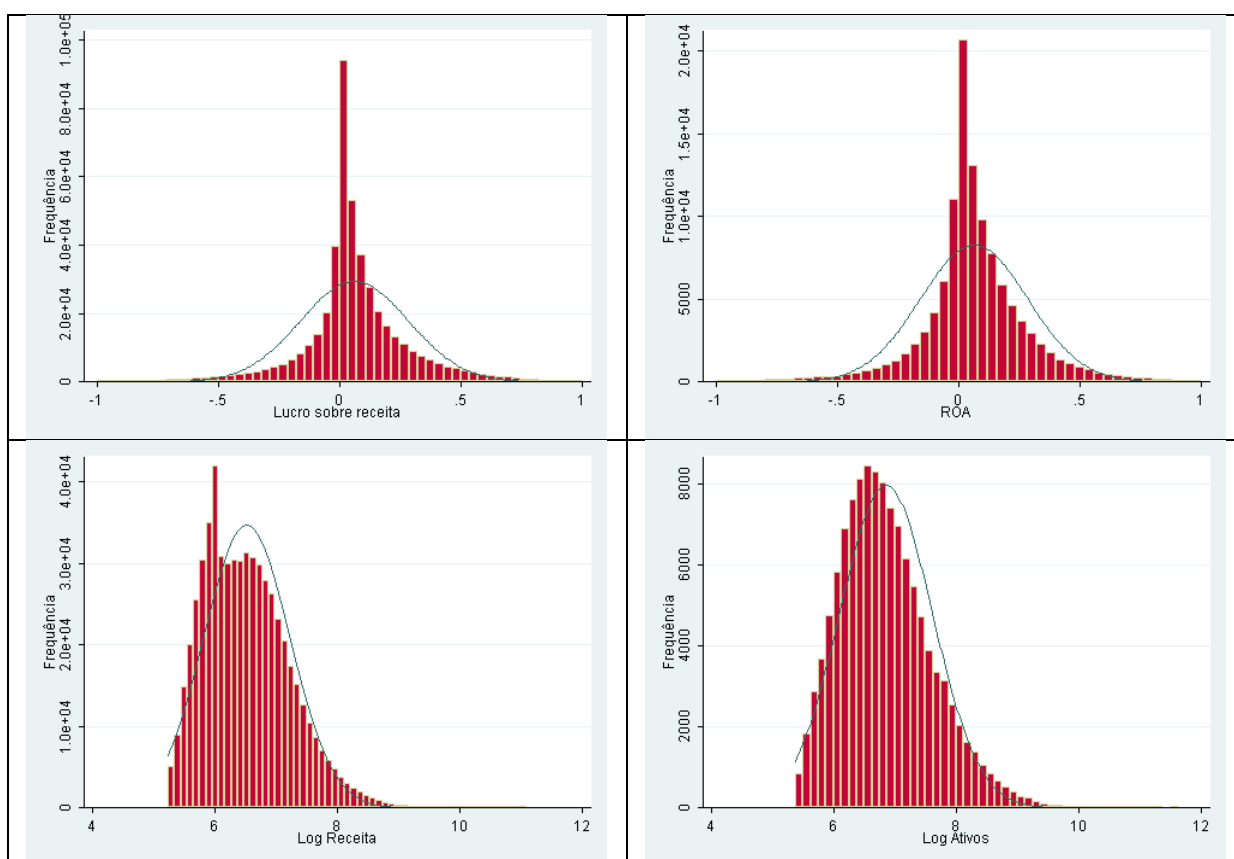 Frequência
0 2.0e+04 4.0e+04 6.0e+04 8.0e+04 1.0e+05
-1 -.5 0 .5 1
Lucro sobre receita
Frequência
0 5000 1.0e+04 1.5e+04 2.0e+04
-1 -.5 0 .5 1
ROA
Frequência
0 1.0e+04 2.0e+04 3.0e+04 4.0e+04
4 6 8 10 12
Log Receita
Frequência
0 2000 4000 6000 8000
4 6 8 10 12
Log Ativos